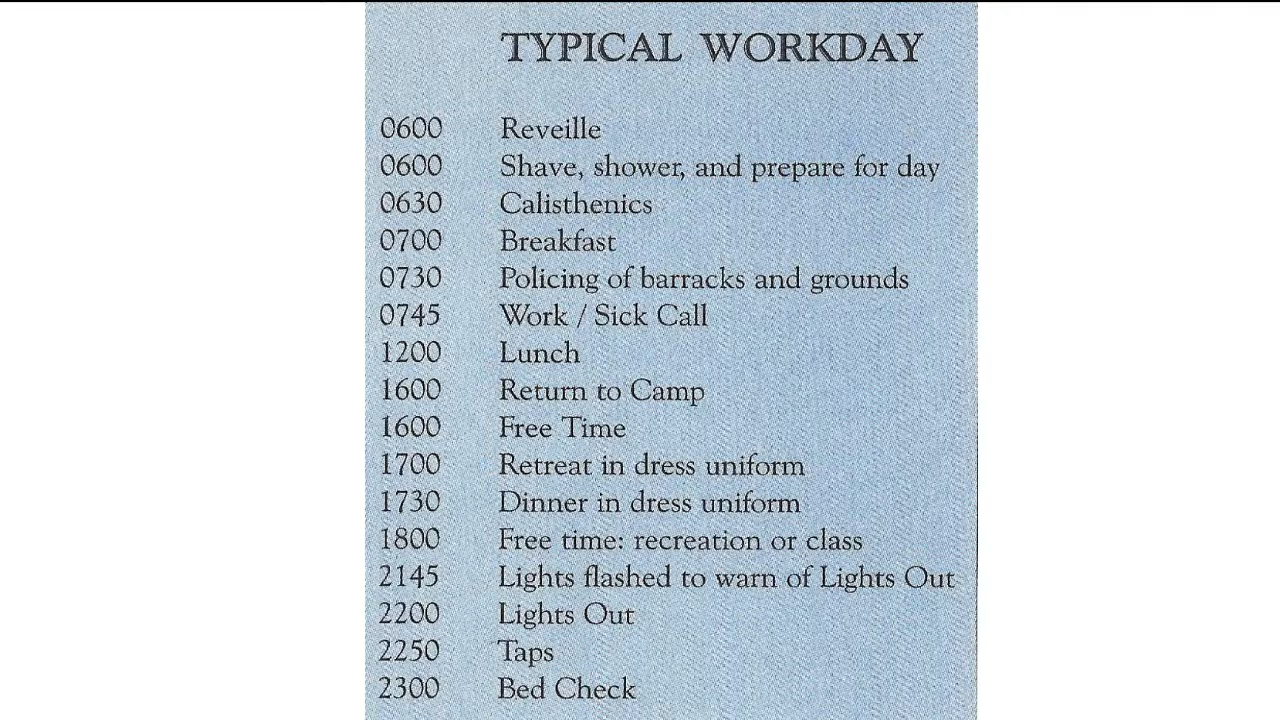 TYPICAL WORKDAY
0600 Reveille
0600 Shave, shower, and prepare for day
0630 Calisthenics
0700 Breakfast
0730 Policing of barracks and grounds
0745 Work / Sick Call
1200 Lunch
1600 Return to Camp
1600 Free Time
1700 Retreat in dress uniform
1730 Dinner in dress uniform
1800 Free time: recreation or class
2145 Lights flashed to warn of Lights Out
2200 Lights Out
2250 Taps
2300 Bed Check